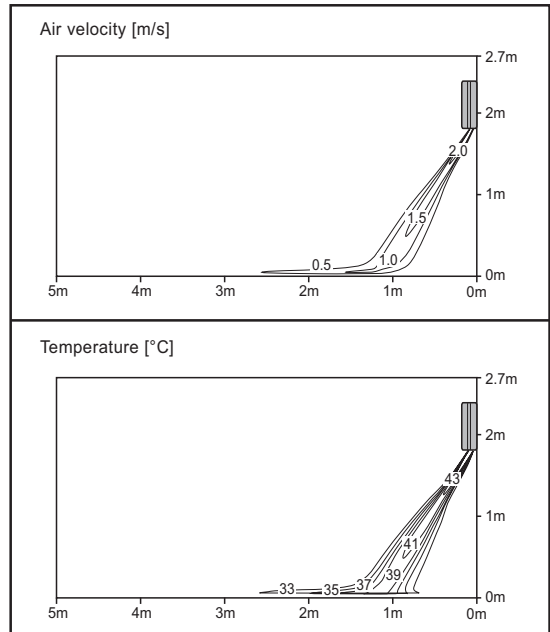 Air velocity [m/s]
2.7m
2m
2.0
1m
1.5
0.5
1.0
0m
5m 4m 3m 2m 1m 0m
Temperature [°C]
2.7m
2m
43
1m
41
39
33 35 37
0m
5m 4m 3m 2m 1m 0m